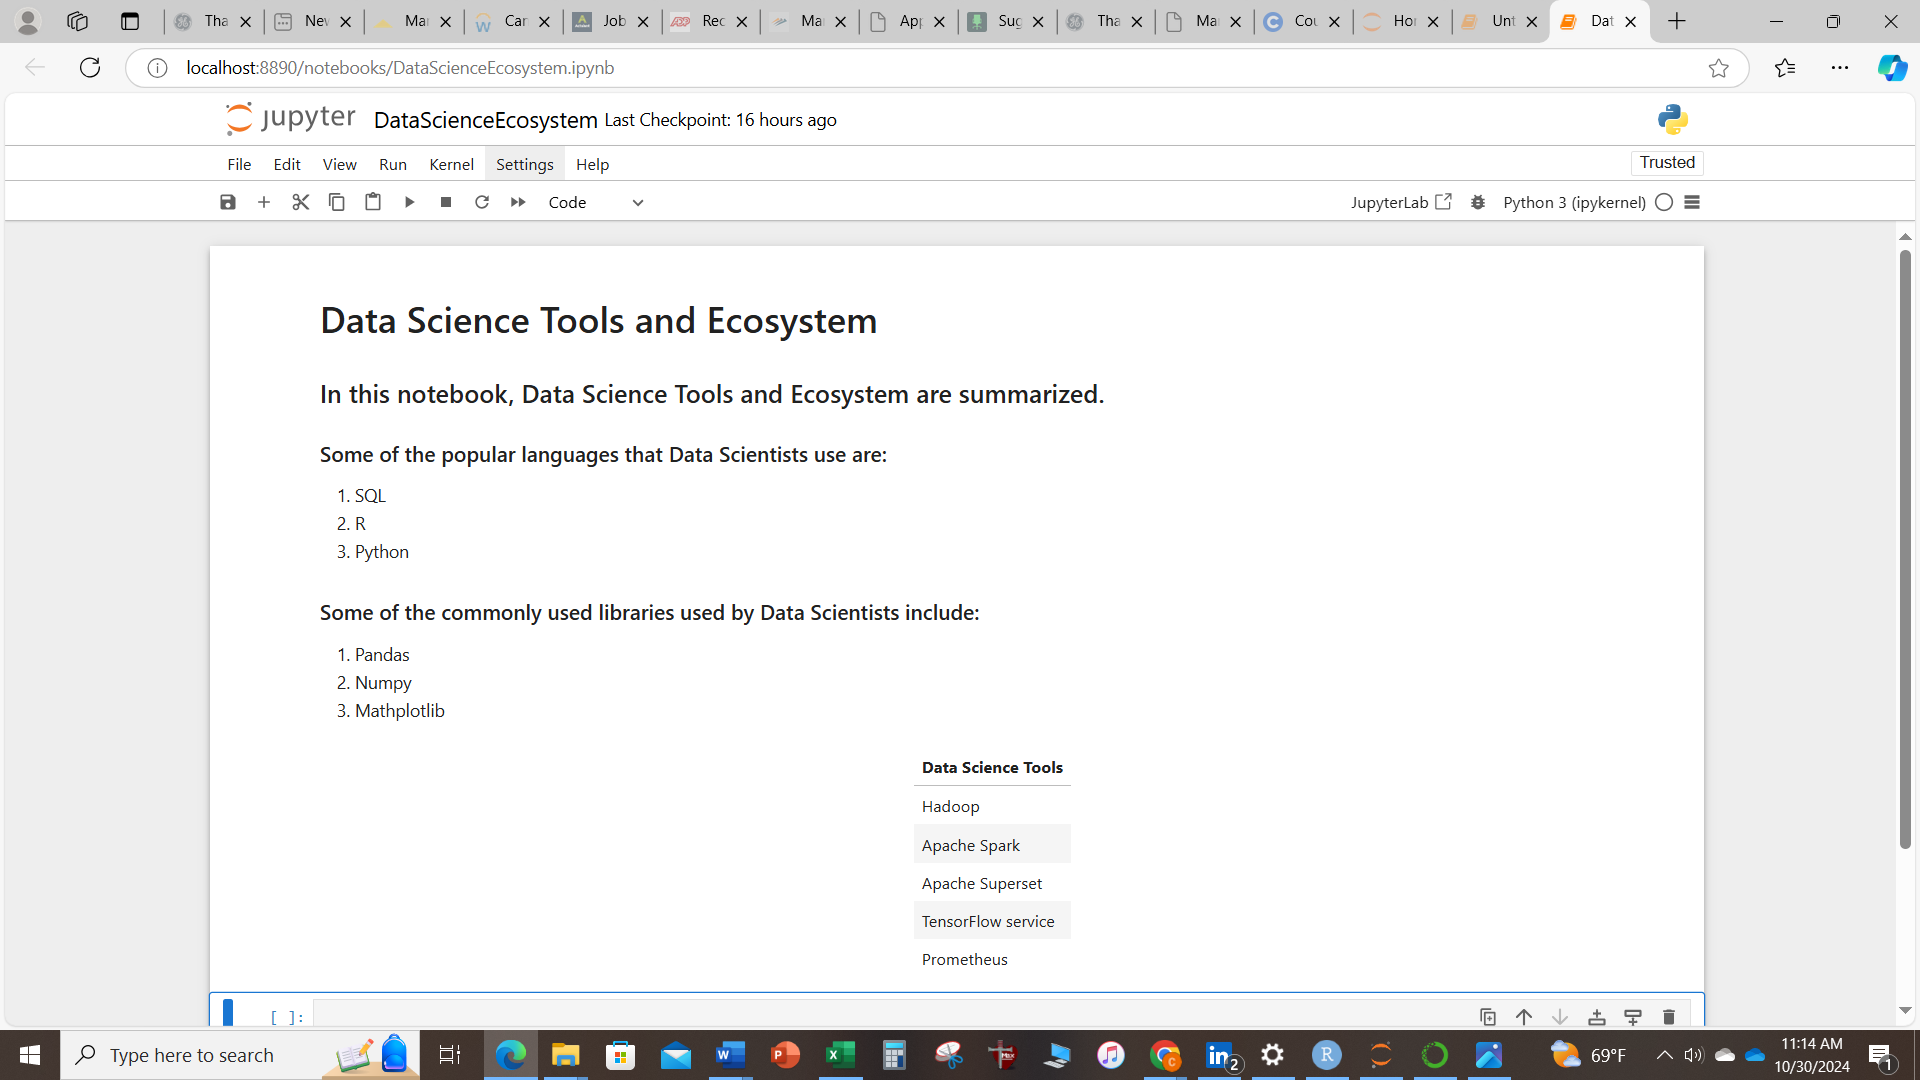 Tha New Mar Car Job Rec Mai App Sug Tha Mai Cou Hor Unt Dat
localhost:8890/notebooks/DataScienceEcosystem.ipynb
jupyter DataScienceEcosystem Last Checkpoint: 16 hours ago
File Edit View Run Kernel Settings Help Trusted
Code JupyterLab Python 3 (ipykernel)
Data Science Tools and Ecosystem
In this notebook, Data Science Tools and Ecosystem are summarized.
Some of the popular languages that Data Scientists use are:
1. SQL
2. R
3. Python
Some of the commonly used libraries used by Data Scientists include:
1. Pandas
2. Numpy
3. Mathplotlib
Data Science Tools
Hadoop
Apache Spark
Apache Superset
TensorFlow service
Prometheus
[ ]:
Type here to search 2 69°F 11:14 AM
10/30/2024 1